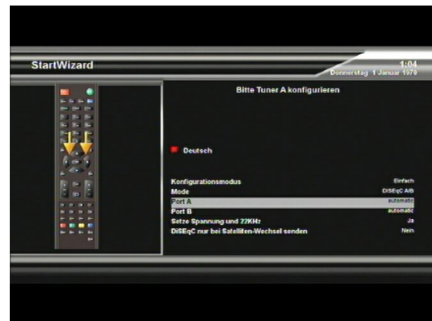 StartWizard
1:04
Donnerstag 1 Januar 1970
Bitte Tuner A konfigurieren
Deutsch
Konfigurationsmodus Einfach
Mode DiSEqC A/B
Port A automatic
Port B automatic
Setze Spannung und 22KHz Ja
DiSEqC nur bei Satelliten-Wechsel senden Nein